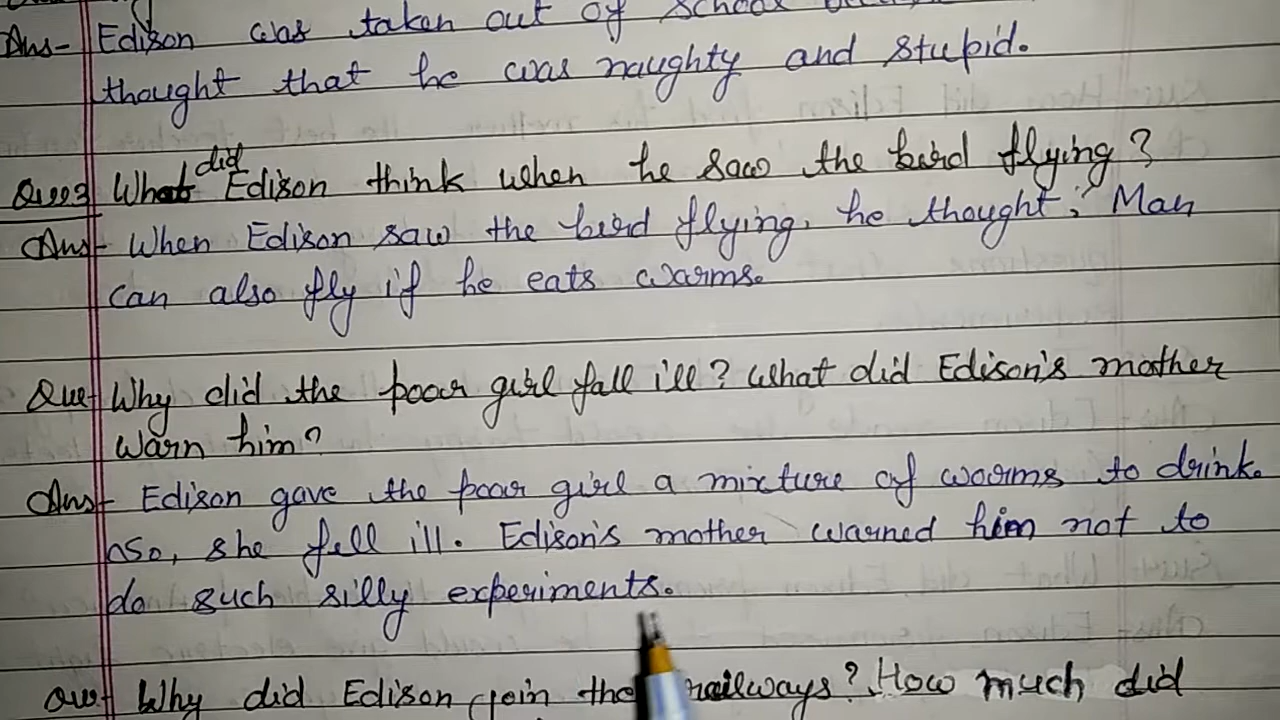 Ans- Edison was taken out of school
thought that he was naughty and stupid.
Que3 What did Edison think when he saw the bird flying?
Ans- When Edison saw the bird flying, he thought, Man
can also fly if he eats warms.
Que- Why did the poor girl fall ill? What did Edison's mother
warn him?
Ans- Edison gave the poor girl a mixture of warms to drink.
so, she fell ill. Edison's mother warned him not to
do such silly experiments.
Que- Why did Edison join the railways? How much did